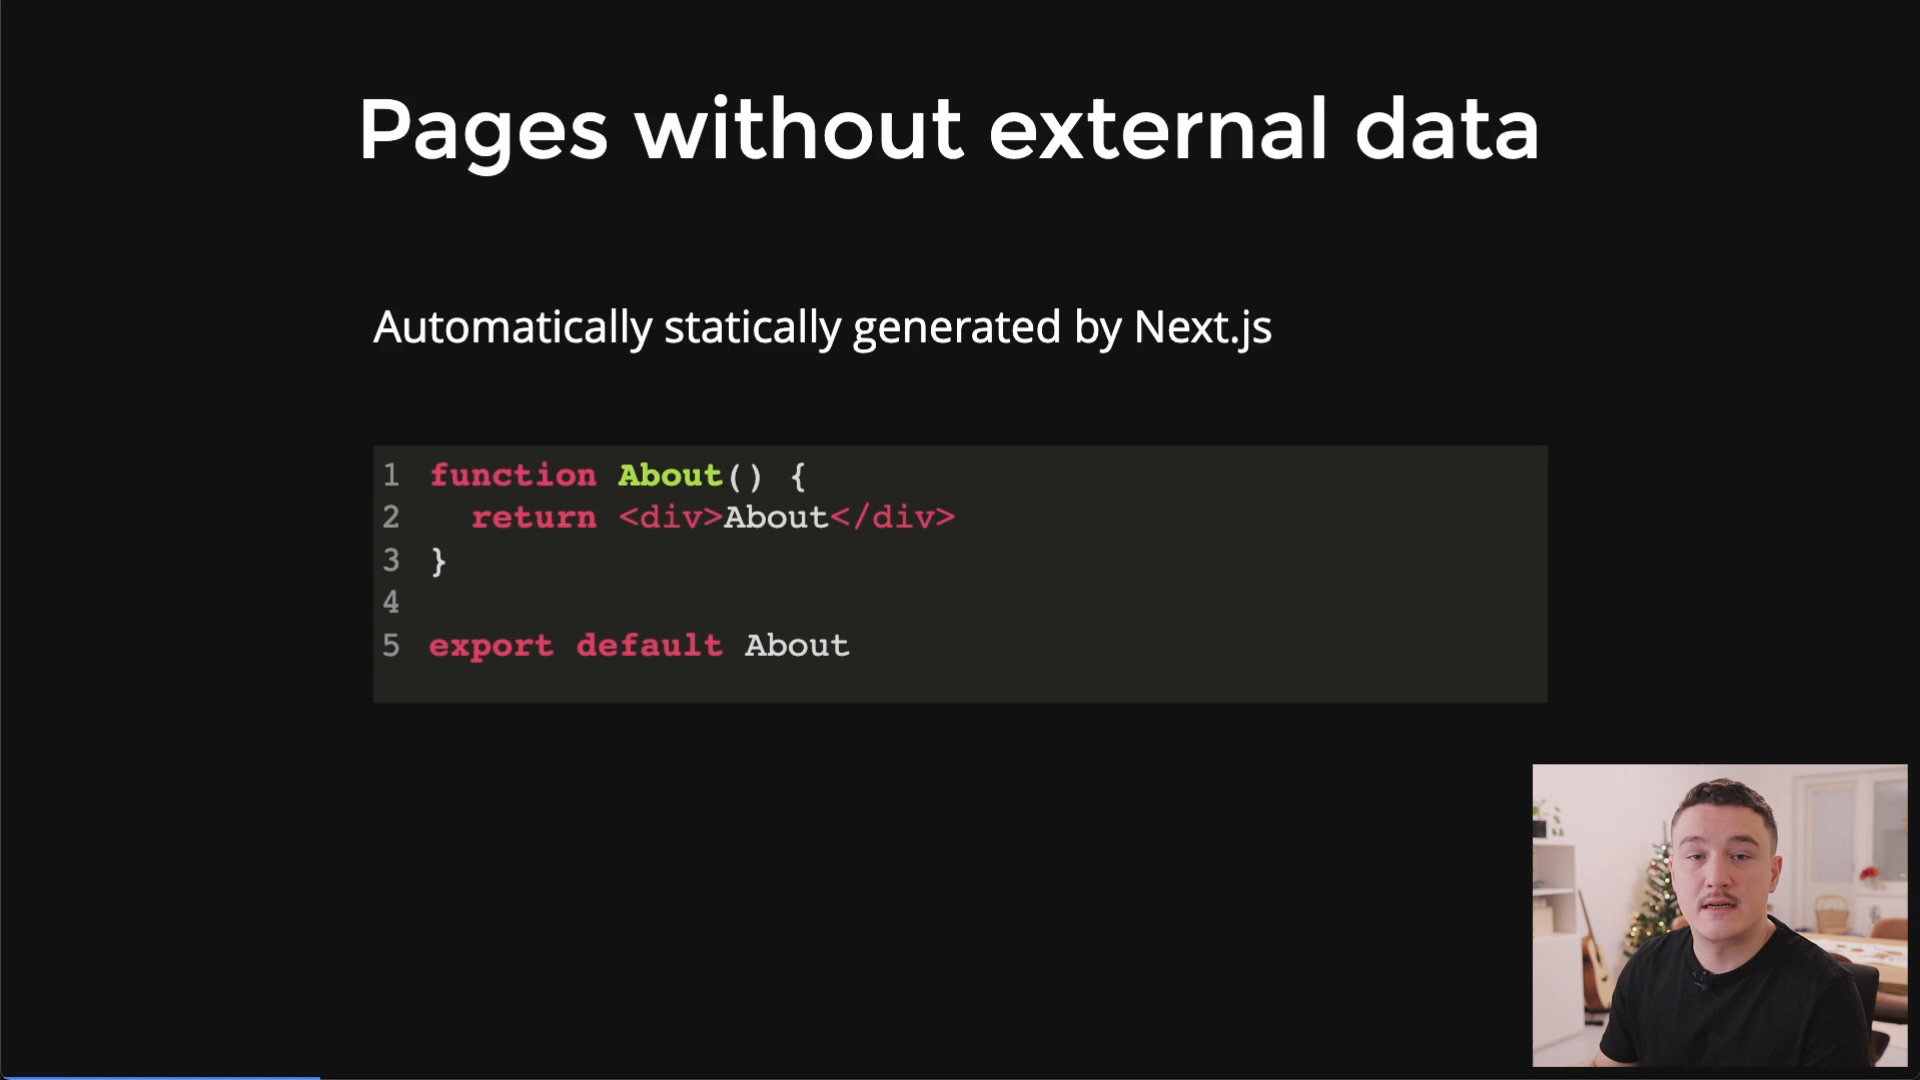 Pages without external data
Automatically statically generated by Next.js
1 function About() {
2   return <div>About</div>
3 }
4
5 export default About